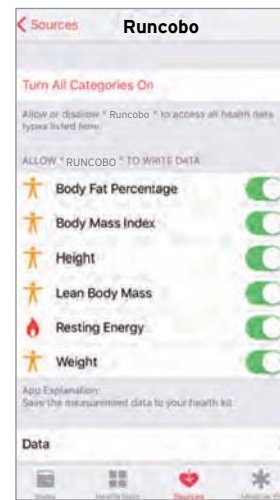 Sources
Runcobo
Turn All Categories On
Allow or disallow "Runcobo" to access all health data
types listed here.
ALLOW "RUNCOBO" TO WRITE DATA
Body Fat Percentage
Body Mass Index
Height
Lean Body Mass
Resting Energy
Weight
App Explanation:
Save the measurement data to your health kit
Data
Health Data
Sources